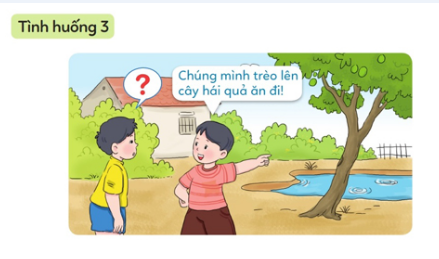 Tình huống 3
?
Chúng mình trèo lên
cây hái quả ăn đi!